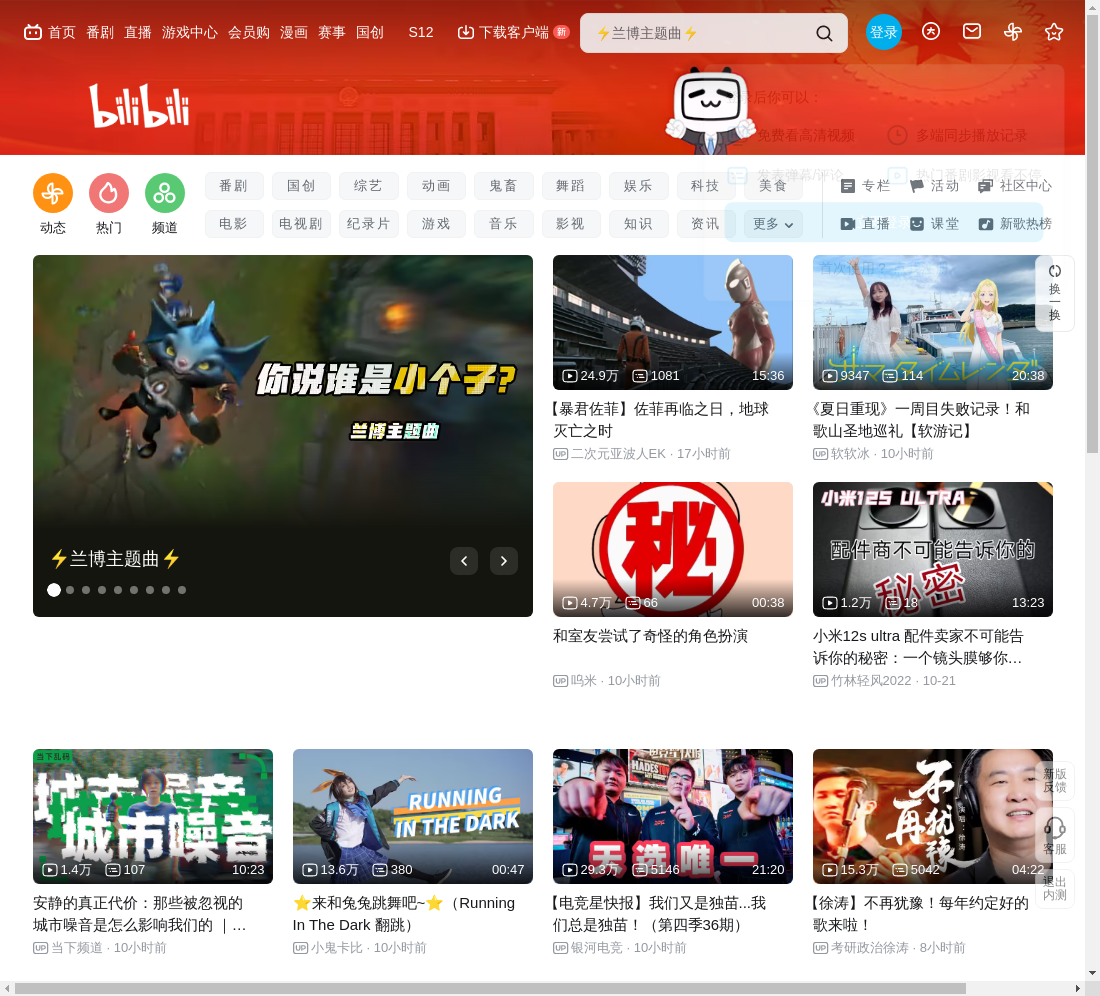 首页 番剧 直播 游戏中心 会员购 漫画 赛事 国创 S12 下载客户端 新 ⚡兰博主题曲⚡ 登录
bilibili
登录后你可以：
免费看高清视频 多端同步播放记录
发表弹幕/评论 热门番剧影视看不停
动态 热门 频道
番剧 国创 综艺 动画 鬼畜 舞蹈 娱乐 科技 美食 专栏 活动 社区中心
电影 电视剧 纪录片 游戏 音乐 影视 知识 资讯 更多 直播 课堂 新歌热榜
首次使用？
换一换
你说谁是小个子?
兰博主题曲
⚡兰博主题曲⚡
24.9万 1081 15:36
【暴君佐菲】佐菲再临之日，地球
灭亡之时
UP 二次元亚波人EK · 17小时前
サマータイムレンダ
9347 114 20:38
《夏日重现》一周目失败记录！和
歌山圣地巡礼【软游记】
UP 软软冰 · 10小时前
秘
4.7万 66 00:38
和室友尝试了奇怪的角色扮演
UP 呜米 · 10小时前
小米12S ULTRA
配件商不可能告诉你的
秘密
1.2万 18 13:23
小米12s ultra 配件卖家不可能告
诉你的秘密：一个镜头膜够你…
UP 竹林轻风2022 · 10-21
当下乱码
城市噪音
城市噪音
1.4万 107 10:23
安静的真正代价：那些被忽视的
城市噪音是怎么影响我们的 ｜…
UP 当下频道 · 10小时前
RUNNING
IN THE DARK
13.6万 380 00:47
⭐来和兔兔跳舞吧~⭐（Running
In The Dark 翻跳）
UP 小鬼卡比 · 10小时前
HADES
天选唯一
29.3万 5146 21:20
【电竞星快报】我们又是独苗...我
们总是独苗！（第四季36期）
UP 银河电竞 · 10小时前
不再犹豫
15.3万 5042 04:22
【徐涛】不再犹豫！每年约定好的
歌来啦！
UP 考研政治徐涛 · 8小时前
新版
反馈
客服
退出
内测